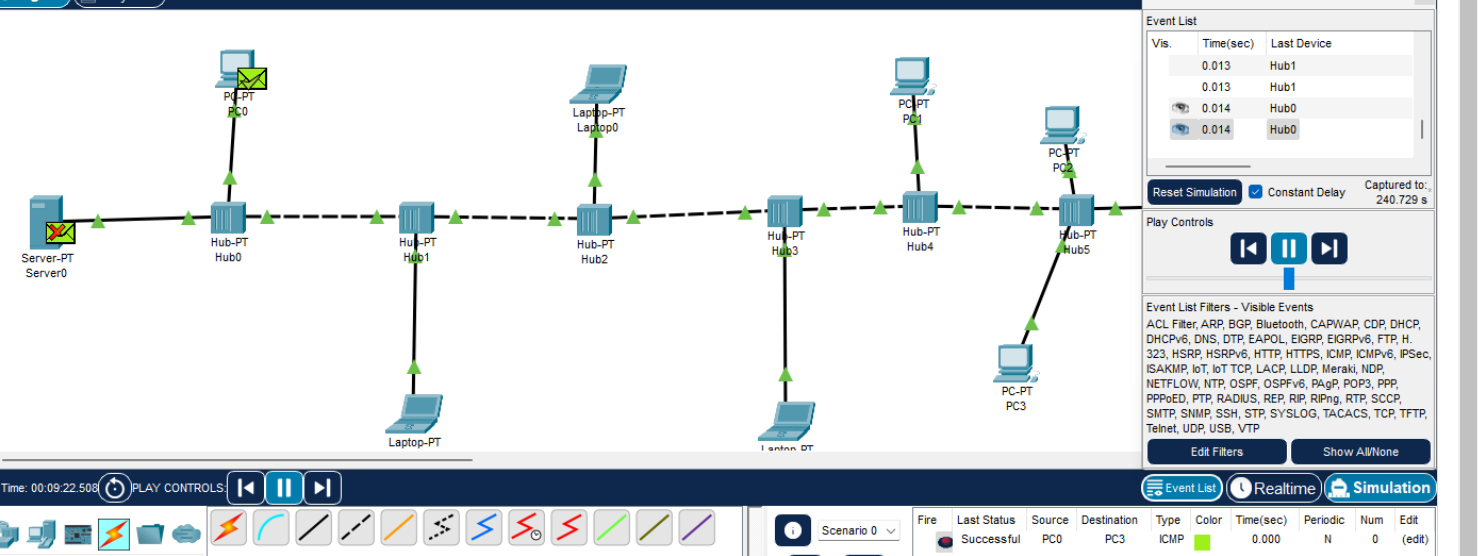 Event List
Vis. Time(sec) Last Device
0.013 Hub1
0.013 Hub1
0.014 Hub0
0.014 Hub0
Reset Simulation Constant Delay Captured to:
240.729 s
Play Controls
Event List Filters - Visible Events
ACL Filter, ARP, BGP, Bluetooth, CAPWAP, CDP, DHCP,
DHCPv6, DNS, DTP, EAPOL, EIGRP, EIGRPv6, FTP, H.
323, HSRP, HSRPv6, HTTP, HTTPS, ICMP, ICMPv6, IPSec,
ISAKMP, IoT, IoT TCP, LACP, LLDP, Meraki, NDP,
NETFLOW, NTP, OSPF, OSPFv6, PAgP, POP3, PPP,
PPPoED, PTP, RADIUS, REP, RIP, RIPng, RTP, SCCP,
SMTP, SNMP, SSH, STP, SYSLOG, TACACS, TCP, TFTP,
Telnet, UDP, USB, VTP
Edit Filters Show All/None
PC-PT
PC0
Laptop-PT
Laptop0
PC-PT
PC1
PC-PT
PC2
Server-PT
Server0
Hub-PT
Hub0
Hub-PT
Hub1
Hub-PT
Hub2
Hub-PT
Hub3
Hub-PT
Hub4
Hub-PT
Hub5
PC-PT
PC3
Laptop-PT
Laptop-PT
Time: 00:09:22.508 PLAY CONTROLS:
Event List Realtime Simulation
Scenario 0
Fire Last Status Source Destination Type Color Time(sec) Periodic Num Edit
Successful PC0 PC3 ICMP 0.000 N 0 (edit)